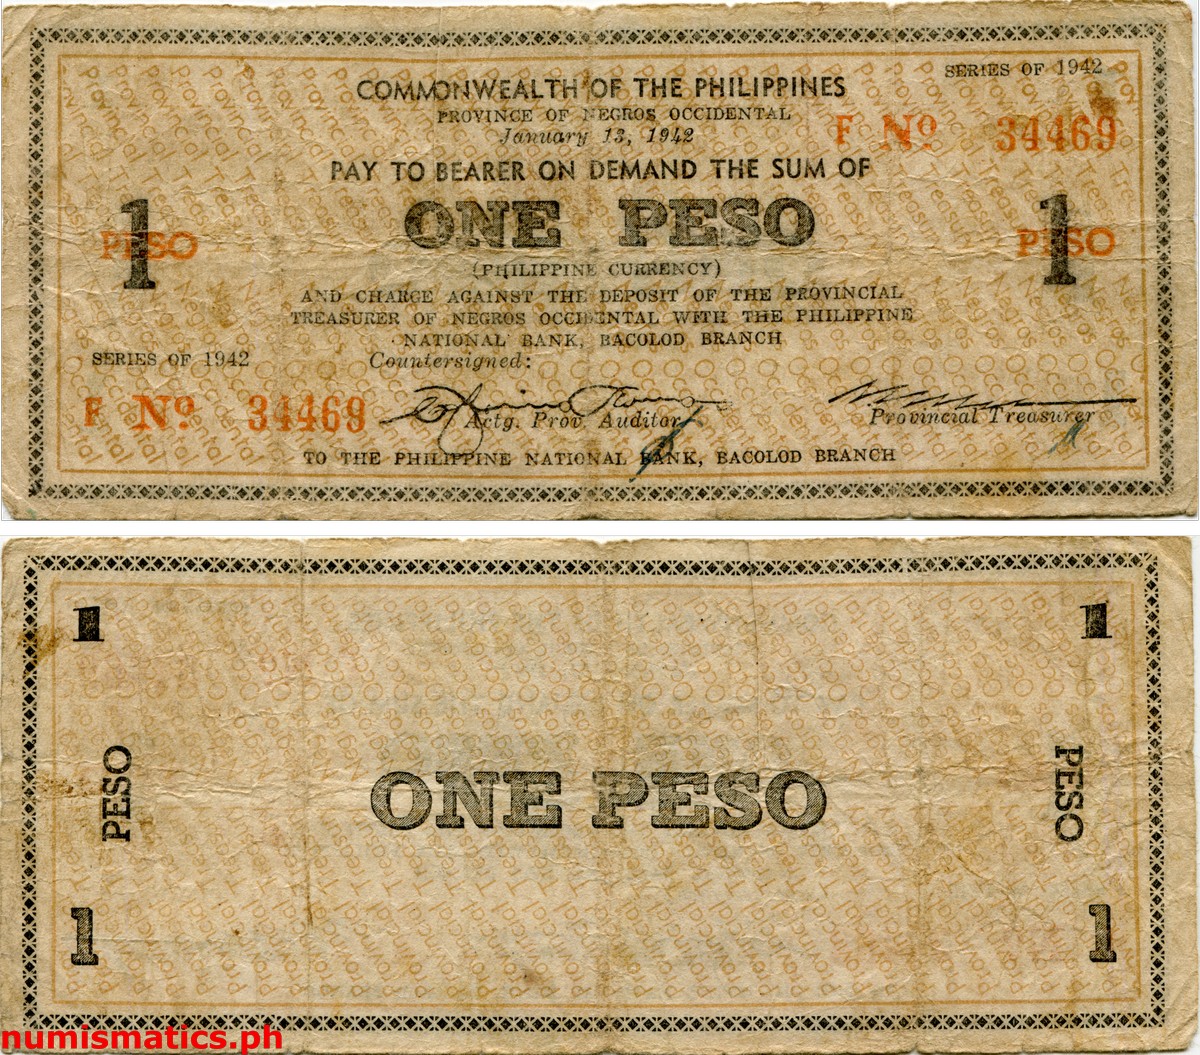 SERIES OF 1942
COMMONWEALTH OF THE PHILIPPINES
PROVINCE OF NEGROS OCCIDENTAL
January 13, 1942
F No 34469
PAY TO BEARER ON DEMAND THE SUM OF
1 PESO
ONE PESO
1 PESO
(PHILIPPINE CURRENCY)
AND CHARGE AGAINST THE DEPOSIT OF THE PROVINCIAL
TREASURER OF NEGROS OCCIDENTAL WITH THE PHILIPPINE
NATIONAL BANK, BACOLOD BRANCH
SERIES OF 1942
Countersigned:
F No 34469
Actg. Prov. Auditor
Provincial Treasurer
TO THE PHILIPPINE NATIONAL BANK, BACOLOD BRANCH
1
1
PESO
ONE PESO
PESO
1
1
numismatics.ph